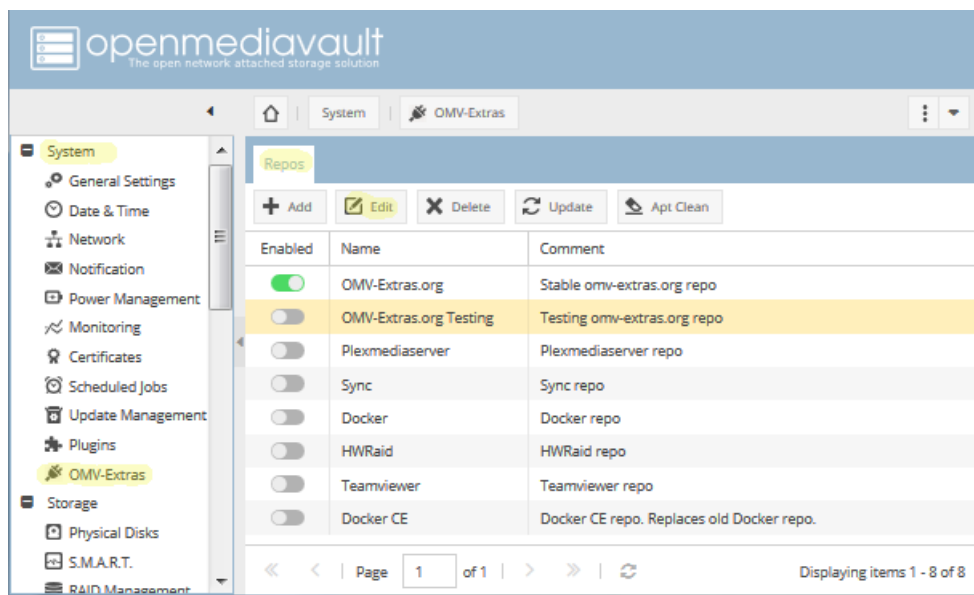 openmediavault
The open network attached storage solution
System
OMV-Extras
System
General Settings
Date & Time
Network
Notification
Power Management
Monitoring
Certificates
Scheduled Jobs
Update Management
Plugins
OMV-Extras
Storage
Physical Disks
S.M.A.R.T.
RAID Management
Repos
Add Edit Delete Update Apt Clean
Enabled Name Comment
OMV-Extras.org Stable omv-extras.org repo
OMV-Extras.org Testing Testing omv-extras.org repo
Plexmediaserver Plexmediaserver repo
Sync Sync repo
Docker Docker repo
HWRaid HWRaid repo
Teamviewer Teamviewer repo
Docker CE Docker CE repo. Replaces old Docker repo.
Page 1 of 1 Displaying items 1 - 8 of 8